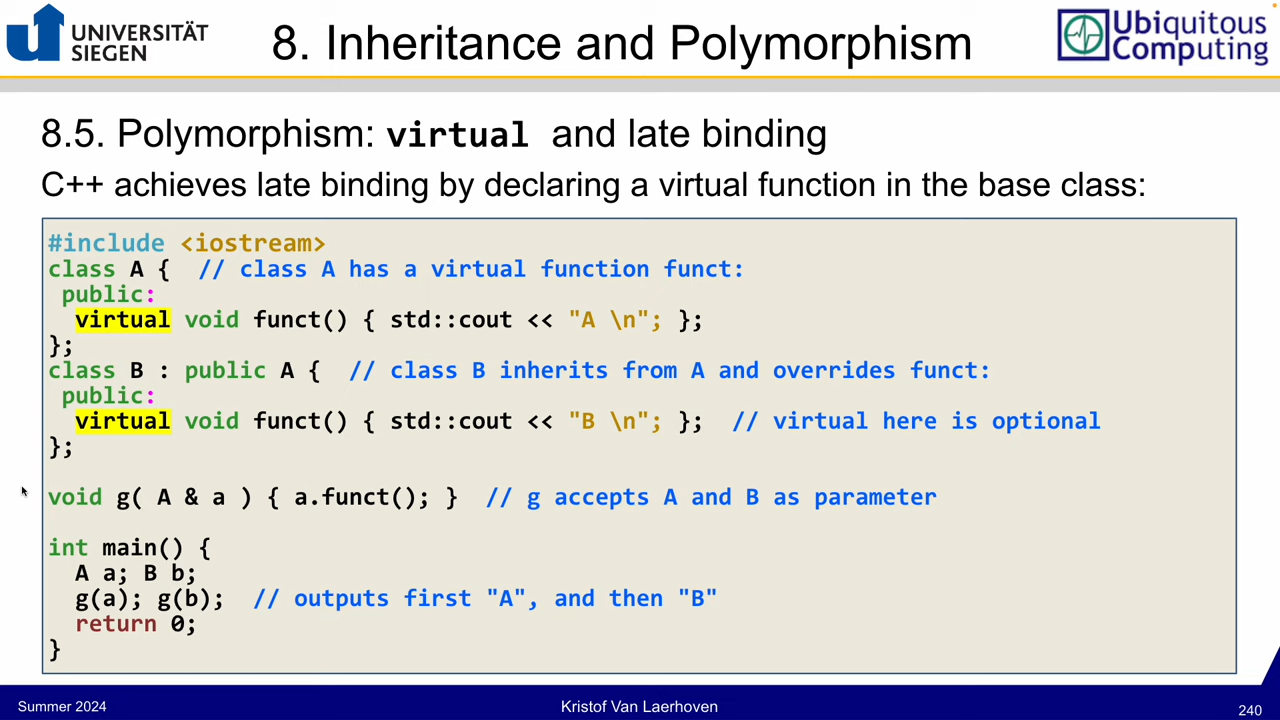 UNIVERSITÄT
SIEGEN
8. Inheritance and Polymorphism
Ubiquitous
Computing
8.5. Polymorphism: virtual and late binding
C++ achieves late binding by declaring a virtual function in the base class:
#include <iostream>
class A {  // class A has a virtual function funct:
 public:
  virtual void funct() { std::cout << "A \n"; };
};
class B : public A {  // class B inherits from A and overrides funct:
 public:
  virtual void funct() { std::cout << "B \n"; };  // virtual here is optional
};
void g( A & a ) { a.funct(); }  // g accepts A and B as parameter
int main() {
  A a; B b;
  g(a); g(b);  // outputs first "A", and then "B"
  return 0;
}
Summer 2024
Kristof Van Laerhoven
240